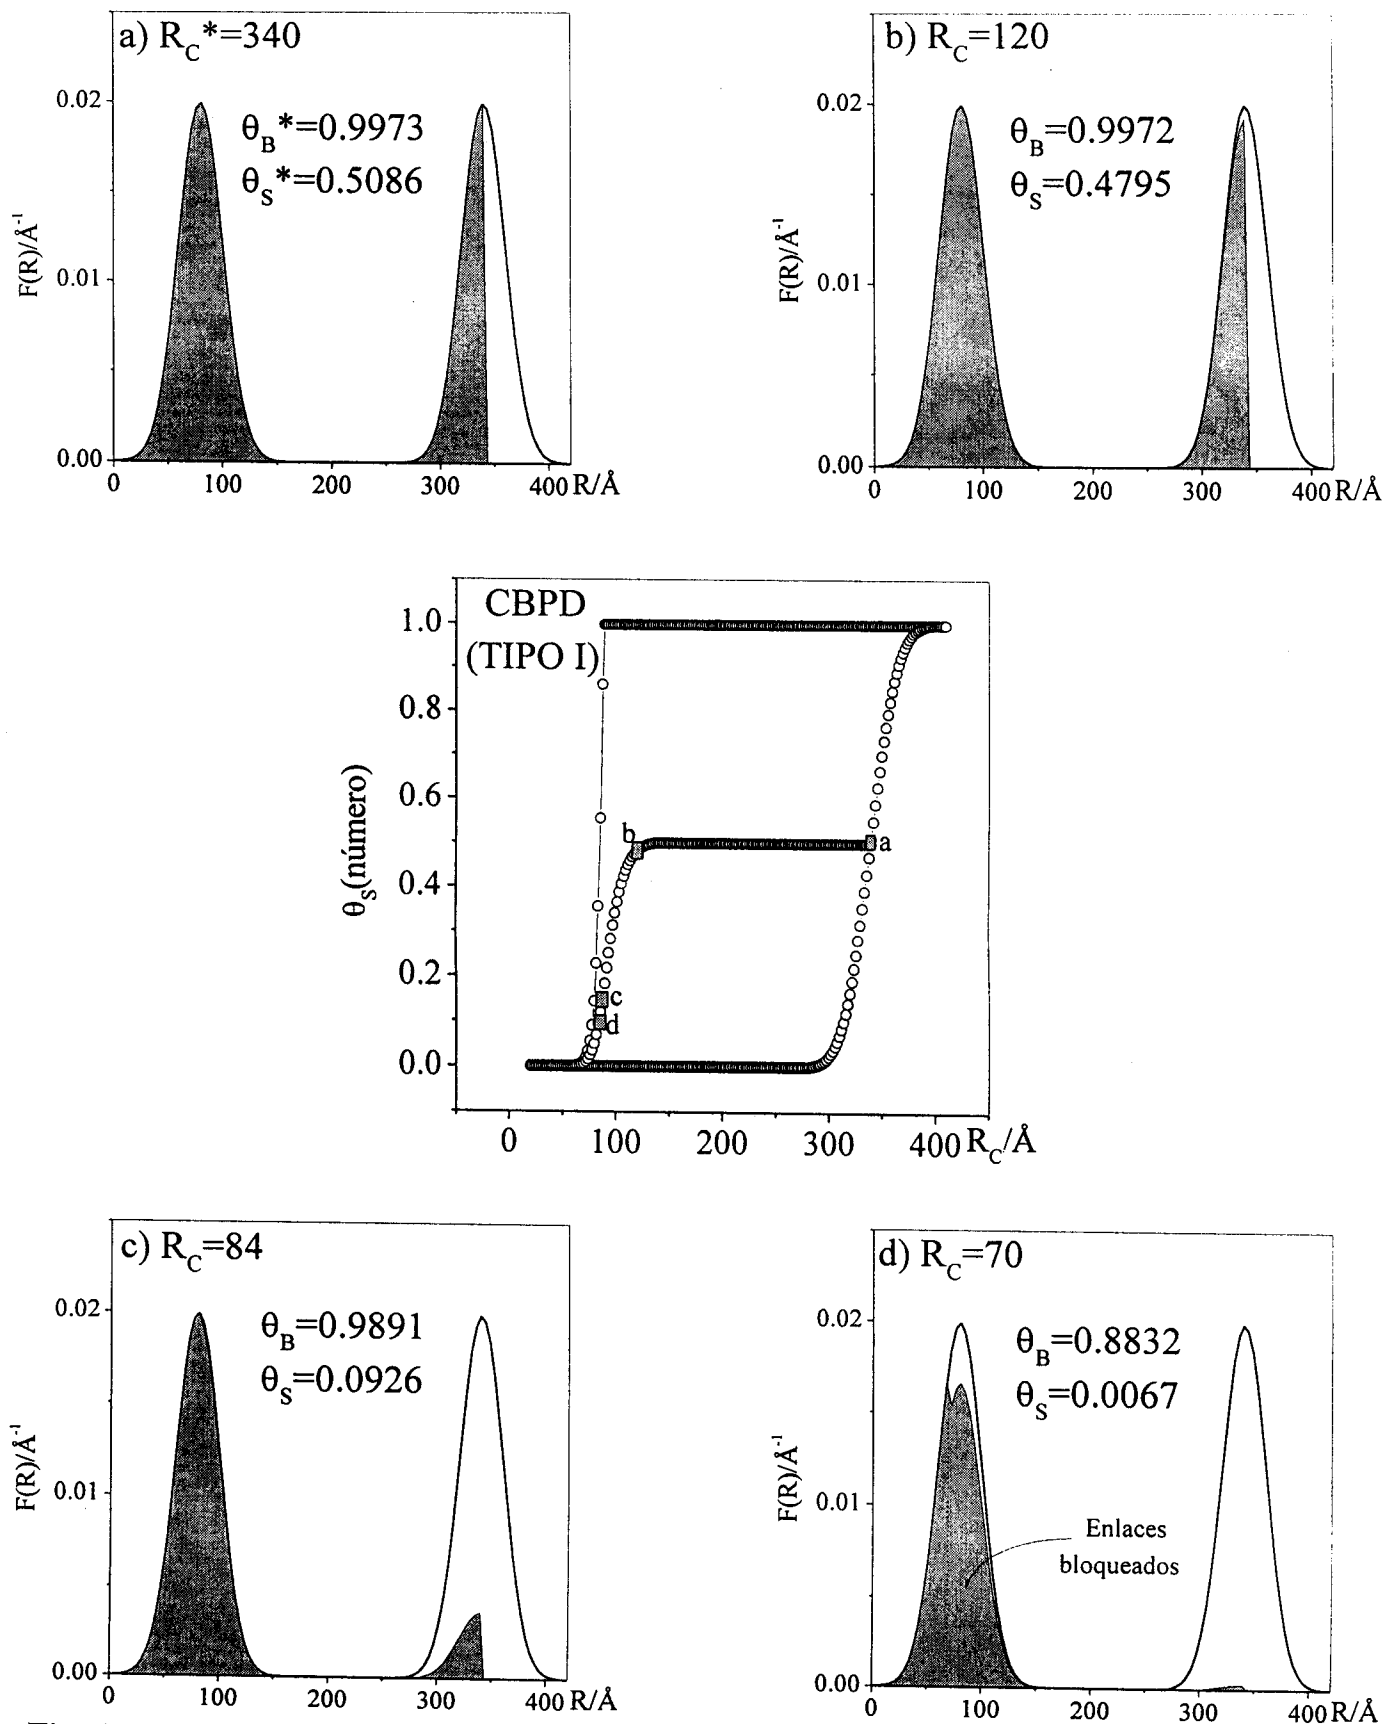 a) R_C*=340
θ_B*=0.9973
θ_S*=0.5086
F(R)/Å⁻¹
0.02
0.01
0.00
0 100 200 300 400 R/Å
b) R_C=120
θ_B=0.9972
θ_S=0.4795
F(R)/Å⁻¹
0.02
0.01
0.00
0 100 200 300 400 R/Å
CBPD
(TIPO I)
θ_S(número)
1.0
0.8
0.6
0.4
0.2
0.0
b
a
c
d
0 100 200 300 400 R_C/Å
c) R_C=84
θ_B=0.9891
θ_S=0.0926
F(R)/Å⁻¹
0.02
0.01
0.00
0 100 200 300 400 R/Å
d) R_C=70
θ_B=0.8832
θ_S=0.0067
Enlaces
bloqueados
F(R)/Å⁻¹
0.02
0.01
0.00
0 100 200 300 400 R/Å